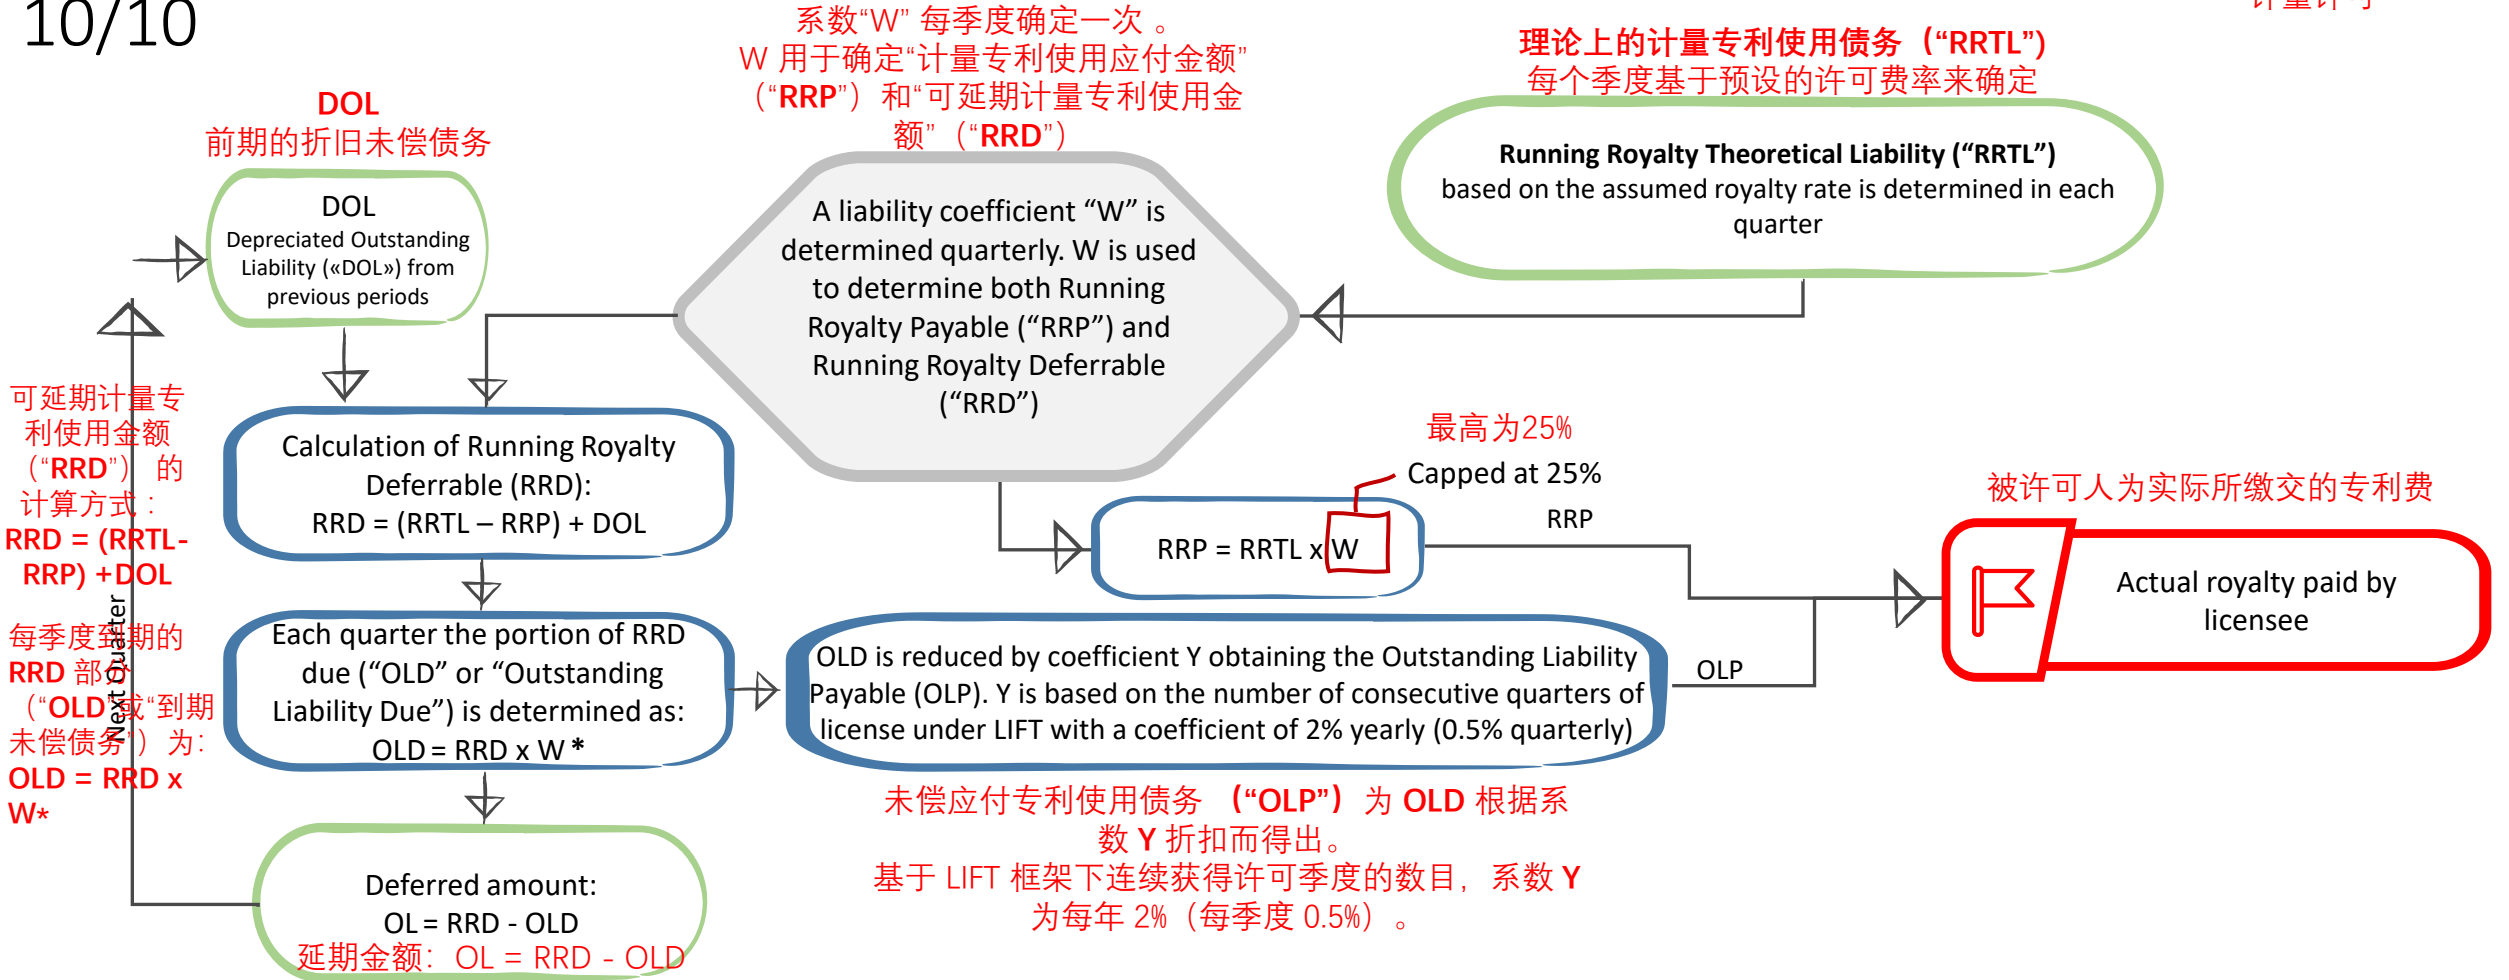 10/10
系数“W” 每季度确定一次 。
W 用于确定“计量专利使用应付金额”
（“RRP”） 和“可延期计量专利使用金
额” （“RRD”）
理论上的计量专利使用债务（“RRTL”)
每个季度基于预设的许可费率来确定
DOL
前期的折旧未偿债务
DOL
Depreciated Outstanding
Liability («DOL») from
previous periods
A liability coefficient “W” is
determined quarterly. W is used
to determine both Running
Royalty Payable (“RRP”) and
Running Royalty Deferrable
(“RRD”)
Running Royalty Theoretical Liability (“RRTL”)
based on the assumed royalty rate is determined in each
quarter
可延期计量专
利使用金额
（“RRD”） 的
计算方式：
RRD = (RRTL-
RRP) +DOL
Calculation of Running Royalty
Deferrable (RRD):
RRD = (RRTL – RRP) + DOL
最高为25%
Capped at 25%
RRP = RRTL x W
RRP
被许可人为实际所缴交的专利费
Actual royalty paid by
licensee
Next Quarter
每季度到期的
RRD 部分
（“OLD”或“到期
未偿债务”）为：
OLD = RRD x
W*
Each quarter the portion of RRD
due (“OLD” or “Outstanding
Liability Due”) is determined as:
OLD = RRD x W *
OLD is reduced by coefficient Y obtaining the Outstanding Liability
Payable (OLP). Y is based on the number of consecutive quarters of
license under LIFT with a coefficient of 2% yearly (0.5% quarterly)
OLP
未偿应付专利使用债务 （“OLP”） 为 OLD 根据系
数 Y 折扣而得出。
基于 LIFT 框架下连续获得许可季度的数目，系数 Y
为每年 2%（每季度 0.5%）。
Deferred amount:
OL = RRD - OLD
延期金额：OL = RRD - OLD